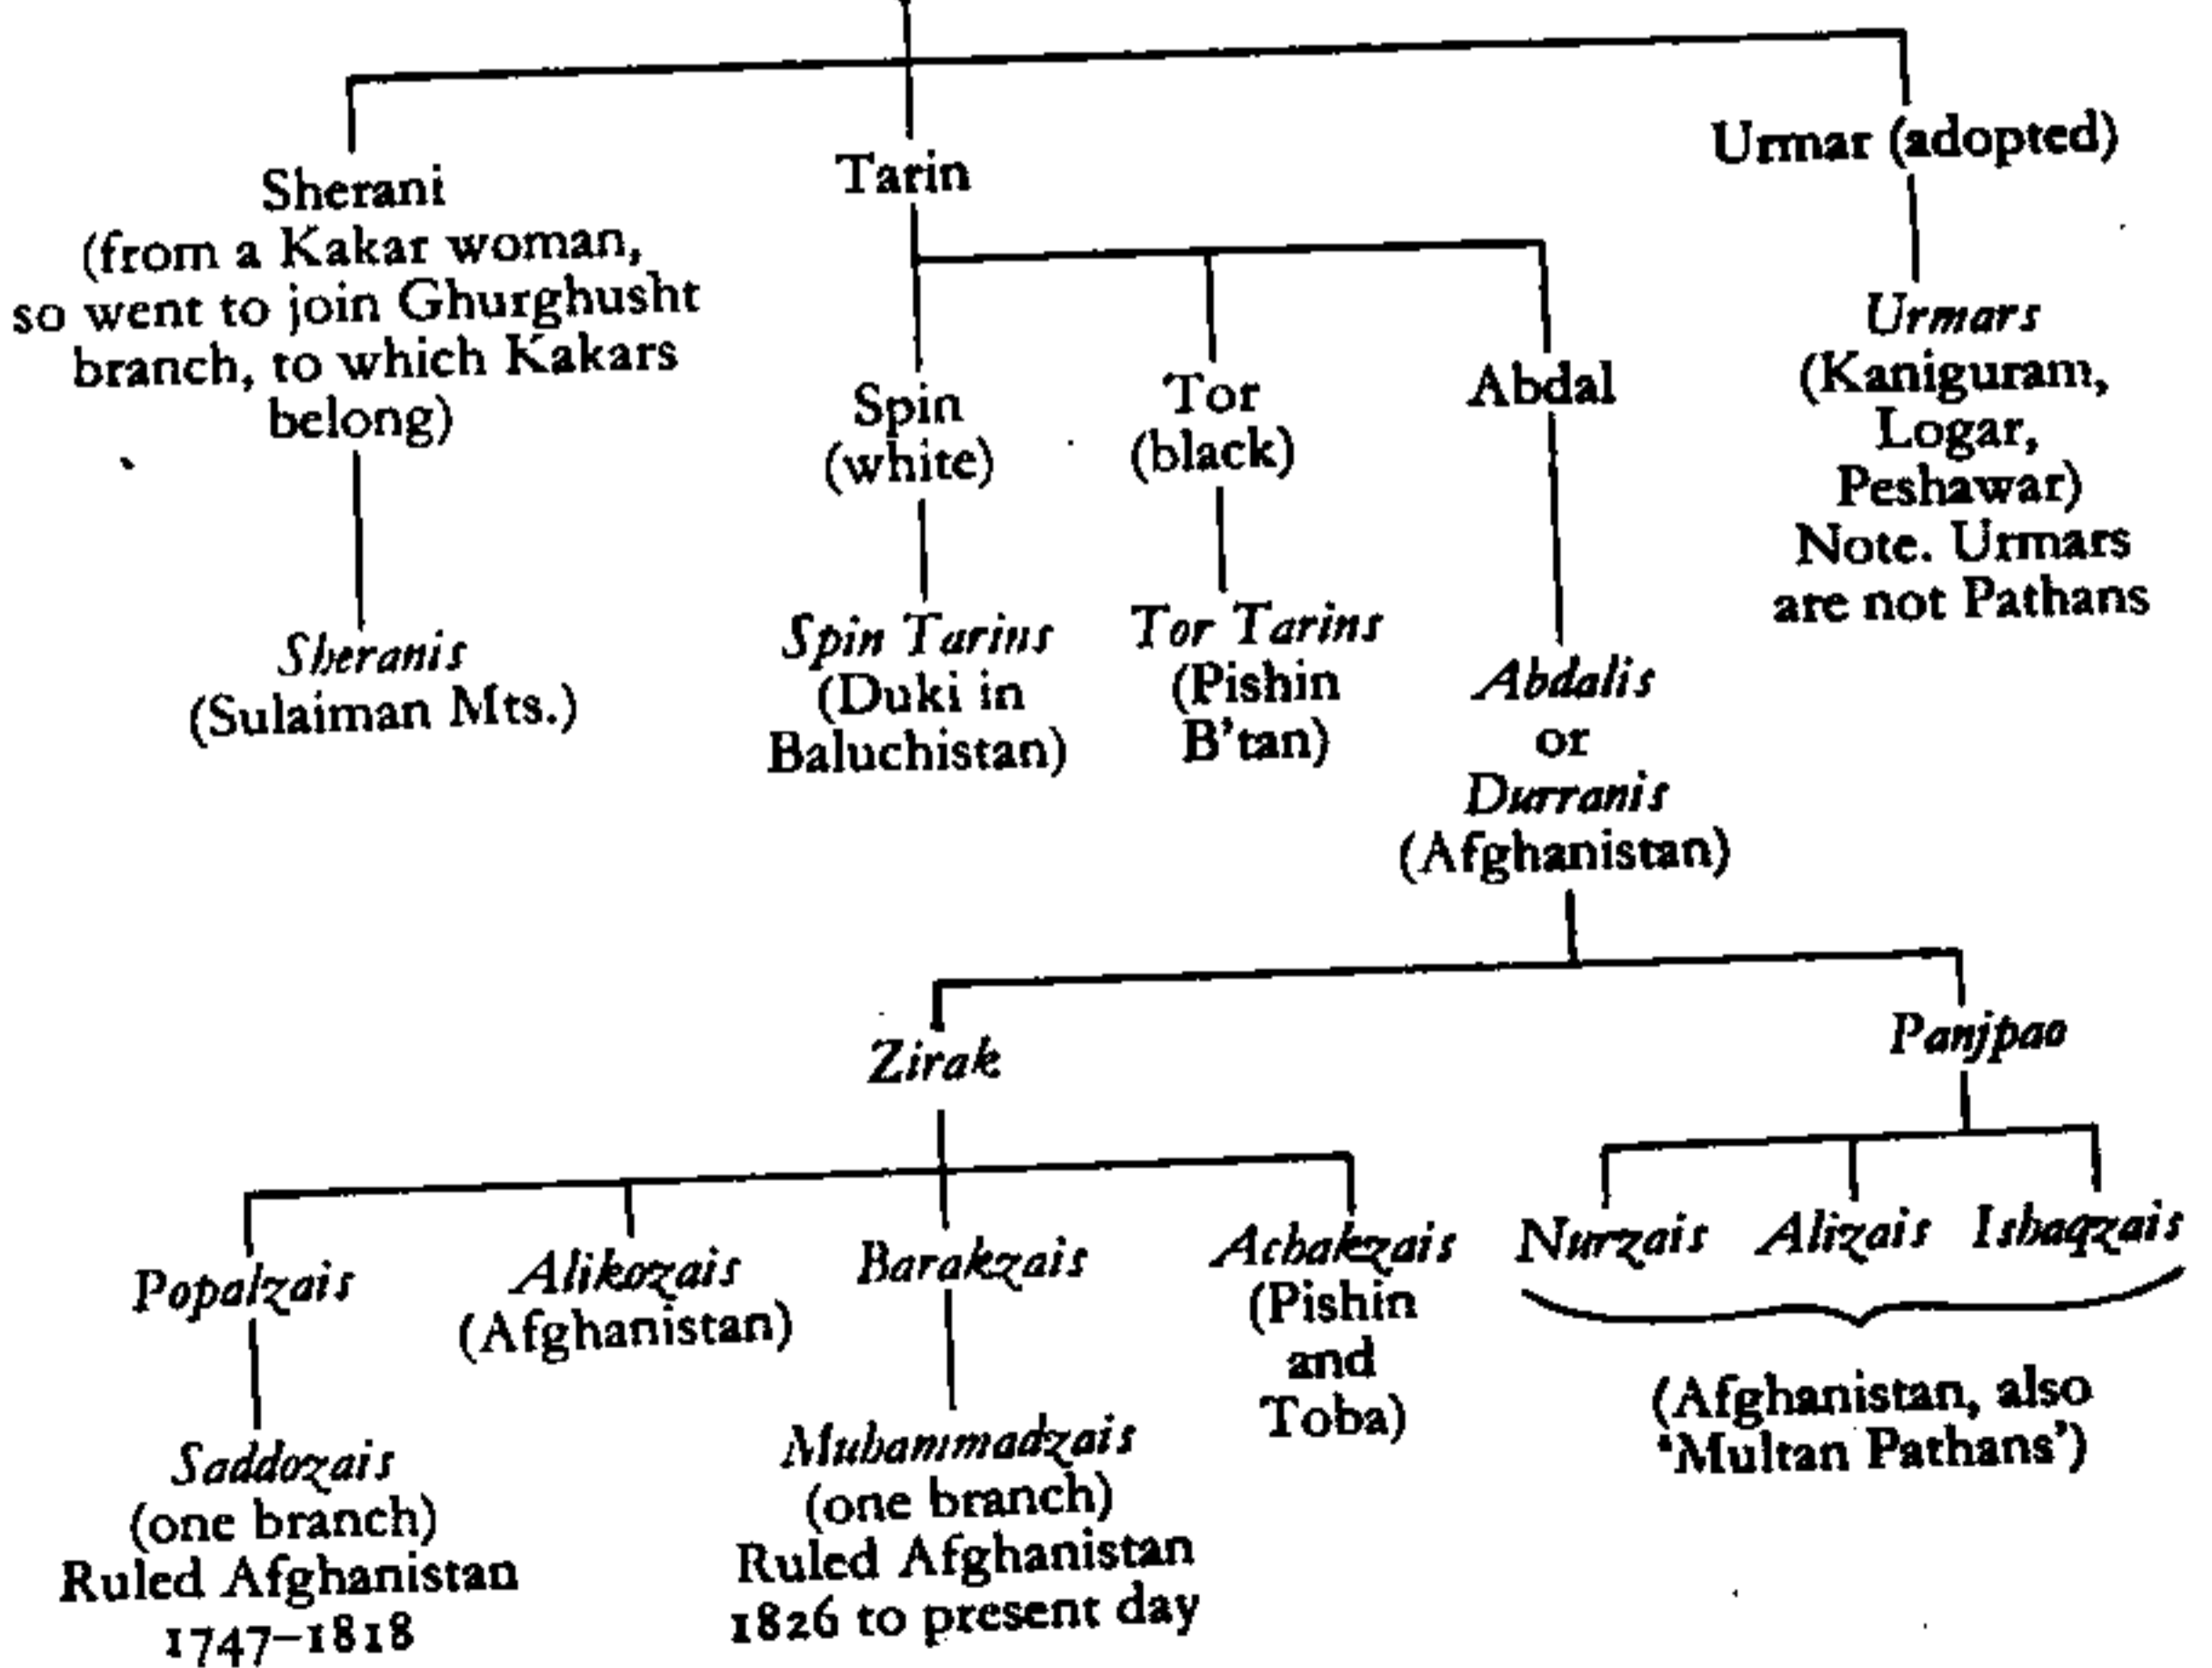 Sherani
(from a Kakar woman,
so went to join Ghurghusht
branch, to which Kakars
belong)
Sheranis
(Sulaiman Mts.)
Tarin
Spin
(white)
Spin Tarins
(Duki in
Baluchistan)
Tor
(black)
Tor Tarins
(Pishin
B'tan)
Abdal
Abdalis
or
Durranis
(Afghanistan)
Urmar (adopted)
Urmars
(Kaniguram,
Logar,
Peshawar)
Note. Urmars
are not Pathans
Zirak
Panjpao
Popalzais
Saddozais
(one branch)
Ruled Afghanistan
1747–1818
Alikozais
(Afghanistan)
Barakzais
Muhammadzais
(one branch)
Ruled Afghanistan
1826 to present day
Achakzais
(Pishin
and
Toba)
Nurzais Alizais Ishaqzais
(Afghanistan, also
'Multan Pathans')